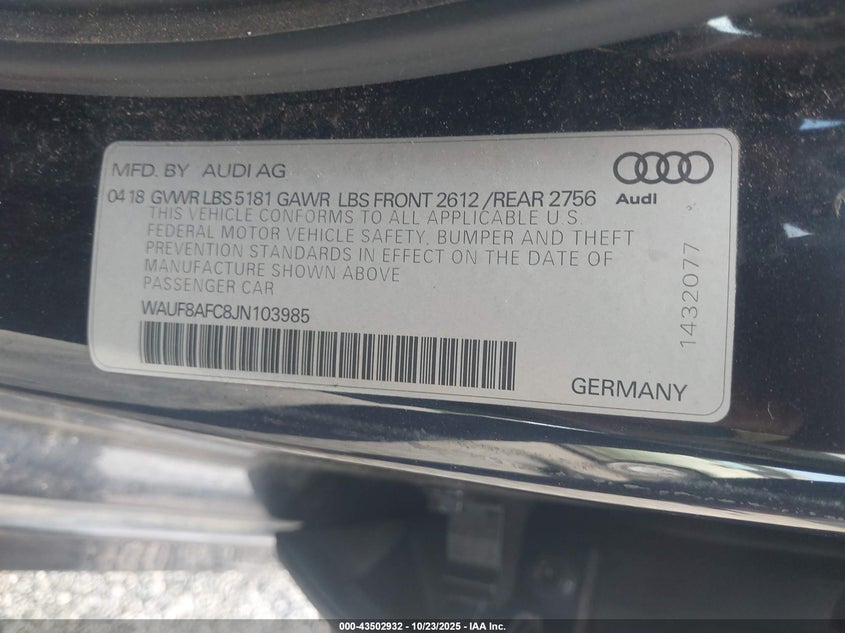 MFD. BY AUDI AG
0418 GVWR LBS 5181 GAWR LBS FRONT 2612 / REAR 2756
Audi
THIS VEHICLE CONFORMS TO ALL APPLICABLE U.S.
FEDERAL MOTOR VEHICLE SAFETY, BUMPER AND THEFT
PREVENTION STANDARDS IN EFFECT ON THE DATE OF
MANUFACTURE SHOWN ABOVE
PASSENGER CAR
WAUF8AFC8JN103985
1432077
GERMANY
000-43502932 - 10/23/2025 - IAA Inc.